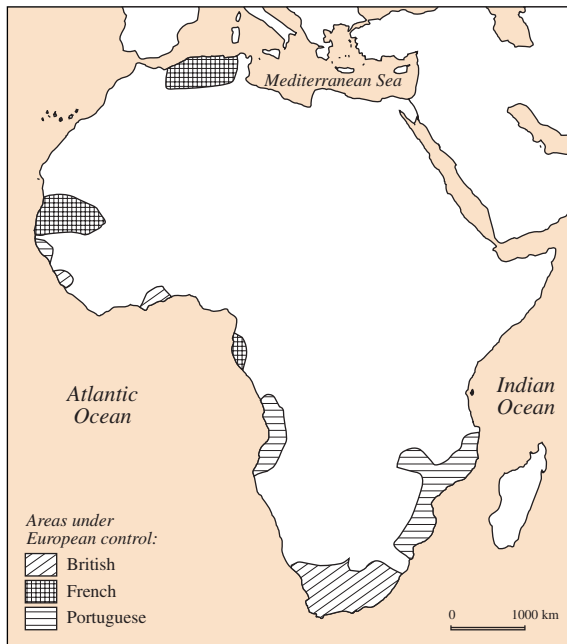 Mediterranean Sea
Atlantic
Ocean
Indian
Ocean
Areas under
European control:
British
French
Portuguese
0 1000 km